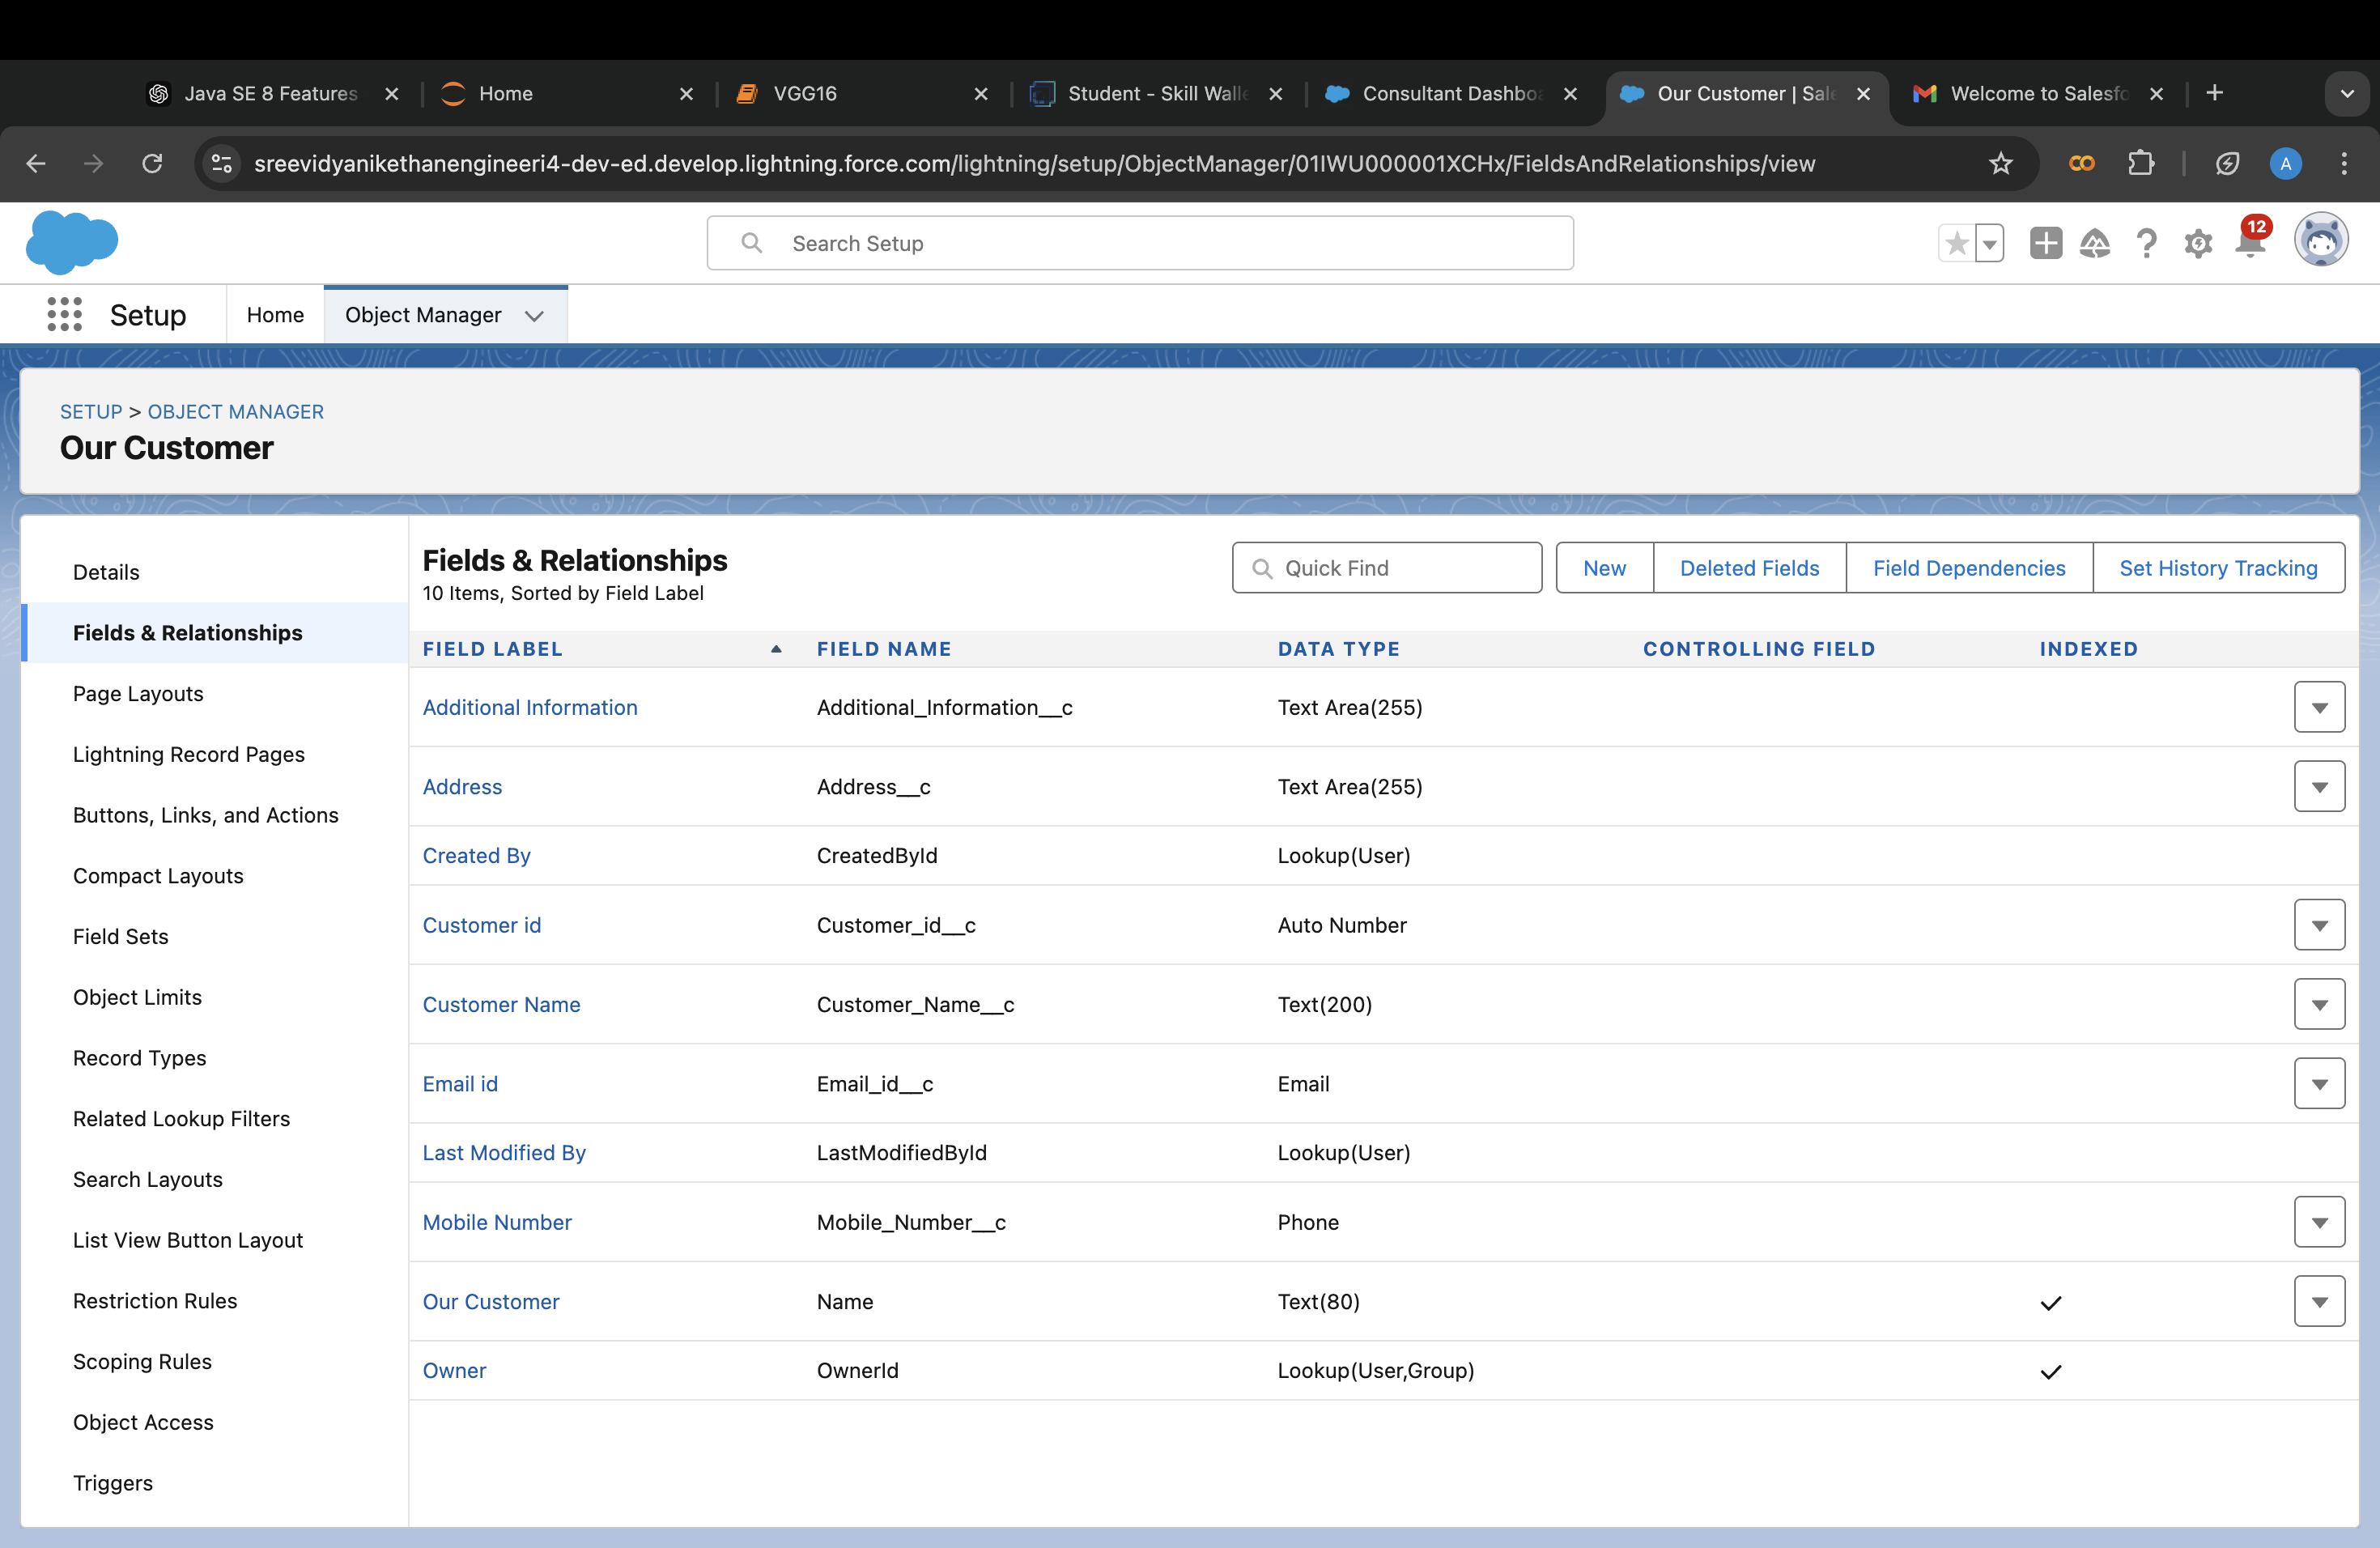 Java SE 8 Features
Home
VGG16
Student - Skill Walle
Consultant Dashboa
Our Customer | Sale
Welcome to Salesfo
sreevidyanikethanengineeri4-dev-ed.develop.lightning.force.com/lightning/setup/ObjectManager/01IWU000001XCHx/FieldsAndRelationships/view
A
Search Setup
12
Setup
Home
Object Manager
SETUP > OBJECT MANAGER
Our Customer
Details
Fields & Relationships
Page Layouts
Lightning Record Pages
Buttons, Links, and Actions
Compact Layouts
Field Sets
Object Limits
Record Types
Related Lookup Filters
Search Layouts
List View Button Layout
Restriction Rules
Scoping Rules
Object Access
Triggers
Fields & Relationships
10 Items, Sorted by Field Label
Quick Find
New
Deleted Fields
Field Dependencies
Set History Tracking
FIELD LABEL FIELD NAME DATA TYPE CONTROLLING FIELD INDEXED
Additional Information Additional_Information__c Text Area(255)
Address Address__c Text Area(255)
Created By CreatedById Lookup(User)
Customer id Customer_id__c Auto Number
Customer Name Customer_Name__c Text(200)
Email id Email_id__c Email
Last Modified By LastModifiedById Lookup(User)
Mobile Number Mobile_Number__c Phone
Our Customer Name Text(80)
Owner OwnerId Lookup(User,Group)